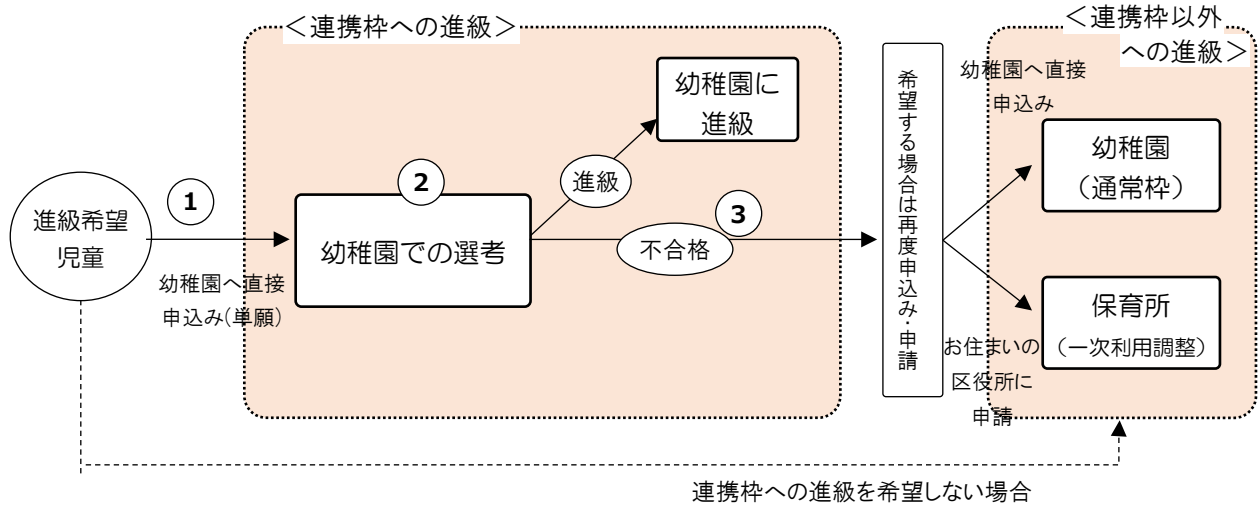 ＜連携枠への進級＞
進級希望
児童
1
幼稚園へ直接
申込み(単願)
2
幼稚園での選考
進級
幼稚園に
進級
3
不合格
希望する場合は再度申込み・申請
＜連携枠以外
への進級＞
幼稚園へ直接
申込み
幼稚園
（通常枠）
保育所
（一次利用調整）
お住まいの
区役所に
申請
連携枠への進級を希望しない場合